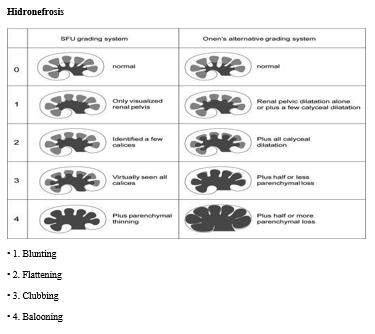 Hidronefrosis
SFU grading system
Onen's alternative grading system
0
normal
normal
1
Only visualized
renal pelvis
Renal pelvic dilatation alone
or plus a few calyceal dilatation
2
Identified a few
calices
Plus all calyceal
dilatation
3
Virtually seen all
calices
Plus half or less
parenchymal loss
4
Plus parenchymal
thinning
Plus half or more
parenchymal loss
• 1. Blunting
• 2. Flattening
• 3. Clubbing
• 4. Balooning